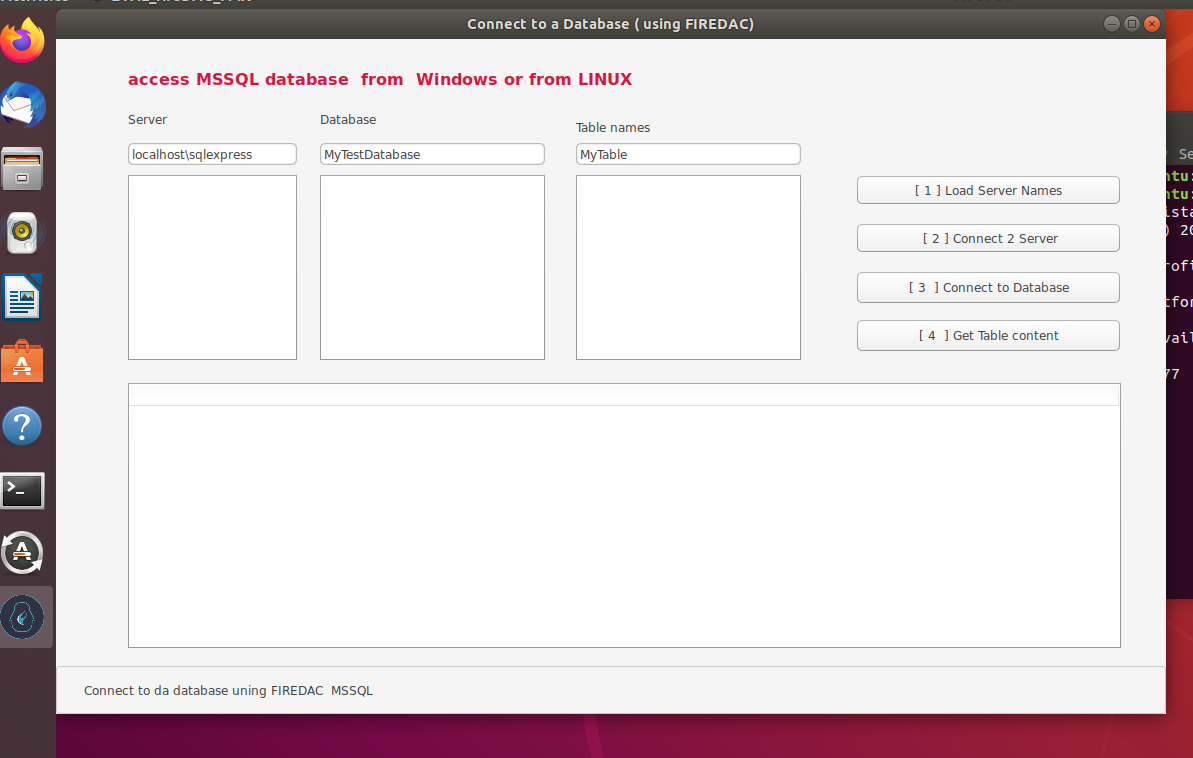 Connect to a Database ( using FIREDAC)
access MSSQL database from Windows or from LINUX
Server
Database
Table names
localhost\sqlexpress
MyTestDatabase
MyTable
[ 1 ] Load Server Names
[ 2 ] Connect 2 Server
[ 3  ] Connect to Database
[ 4  ] Get Table content
Connect to da database uning FIREDAC  MSSQL